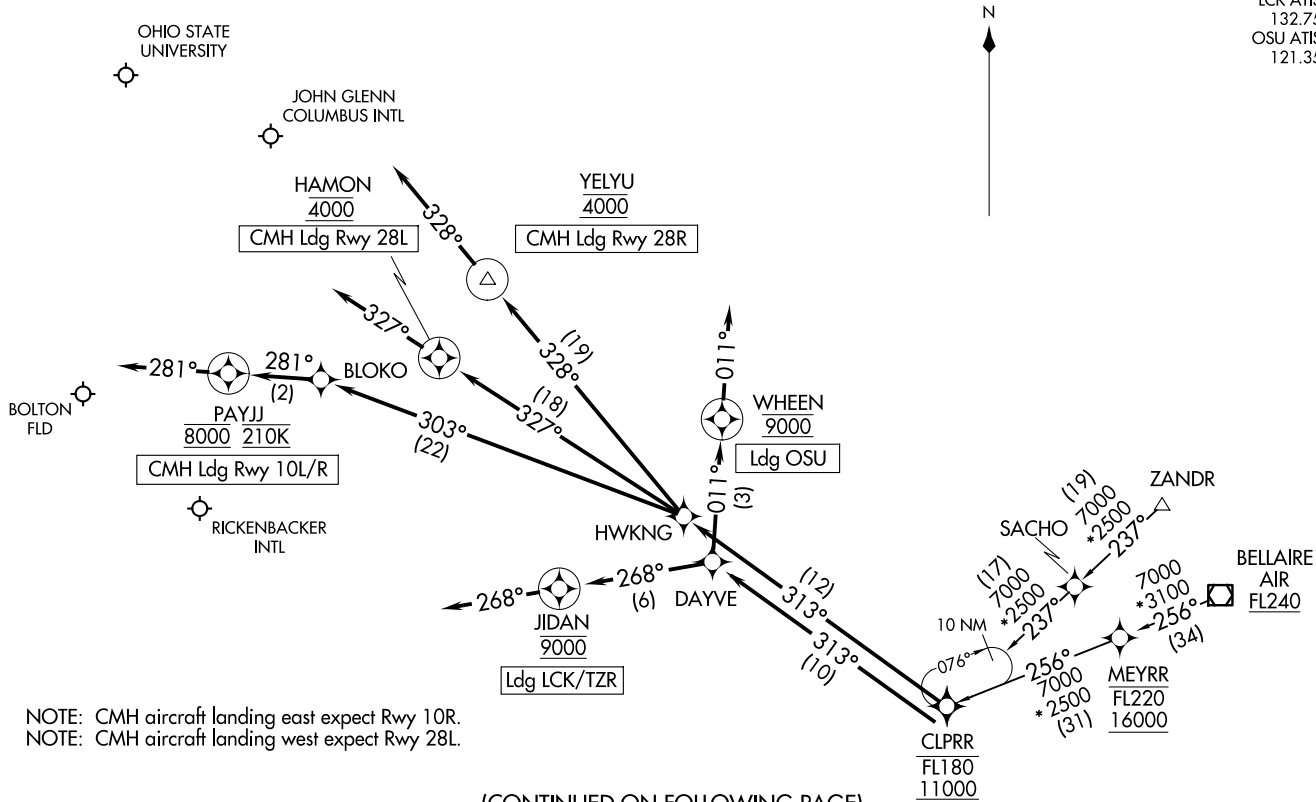 LCK ATIS
132.75
OSU ATIS
121.35
N
OHIO STATE
UNIVERSITY
JOHN GLENN
COLUMBUS INTL
HAMON
4000
CMH Ldg Rwy 28L
YELYU
4000
CMH Ldg Rwy 28R
328°
(19)
328°
327°
(18)
327°
281°
281°
(2)
BLOKO
303°
(22)
BOLTON
FLD
PAYJJ
8000 210K
CMH Ldg Rwy 10L/R
RICKENBACKER
INTL
011°
WHEEN
9000
Ldg OSU
011°
(3)
HWKNG
DAYVE
268°
(6)
268°
JIDAN
9000
Ldg LCK/TZR
(12)
313°
313°
(10)
ZANDR
(19)
7000
*2500
237°
SACHO
(17)
7000
*2500
237°
10 NM
076°
BELLAIRE
AIR
FL240
7000
*3100
256°
(34)
MEYRR
FL220
16000
256°
7000
*2500
(31)
CLPRR
FL180
11000
NOTE: CMH aircraft landing east expect Rwy 10R.
NOTE: CMH aircraft landing west expect Rwy 28L.